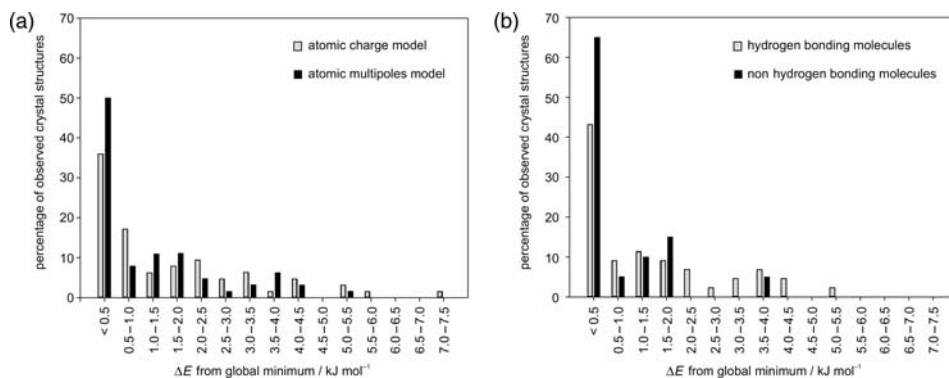 (a)
70
60
50
40
30
20
10
0
percentage of observed crystal structures
atomic charge model
atomic multipoles model
< 0.5
0.5 – 1.0
1.0 – 1.5
1.5 – 2.0
2.0 – 2.5
2.5 – 3.0
3.0 – 3.5
3.5 – 4.0
4.0 – 4.5
4.5 – 5.0
5.0 – 5.5
5.5 – 6.0
6.0 – 6.5
6.5 – 7.0
7.0 – 7.5
ΔE from global minimum / kJ mol⁻¹
(b)
70
60
50
40
30
20
10
0
percentage of observed crystal structures
hydrogen bonding molecules
non hydrogen bonding molecules
< 0.5
0.5 – 1.0
1.0 – 1.5
1.5 – 2.0
2.0 – 2.5
2.5 – 3.0
3.0 – 3.5
3.5 – 4.0
4.0 – 4.5
4.5 – 5.0
5.0 – 5.5
5.5 – 6.0
6.0 – 6.5
6.5 – 7.0
7.0 – 7.5
ΔE from global minimum / kJ mol⁻¹